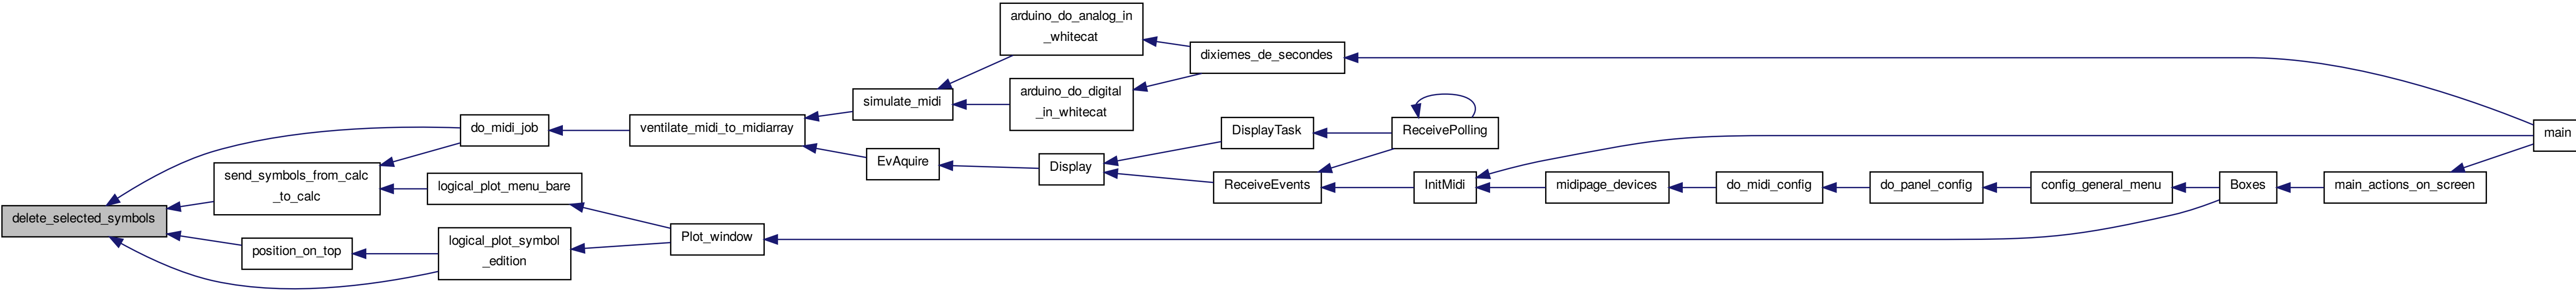 delete_selected_symbols
do_midi_job
send_symbols_from_calc
_to_calc
position_on_top
logical_plot_menu_bare
logical_plot_symbol
_edition
ventilate_midi_to_midiarray
Plot_window
simulate_midi
EvAquire
arduino_do_analog_in
_whitecat
arduino_do_digital
_in_whitecat
Display
dixiemes_de_secondes
DisplayTask
ReceiveEvents
ReceivePolling
InitMidi
midipage_devices
do_midi_config
do_panel_config
config_general_menu
Boxes
main_actions_on_screen
main